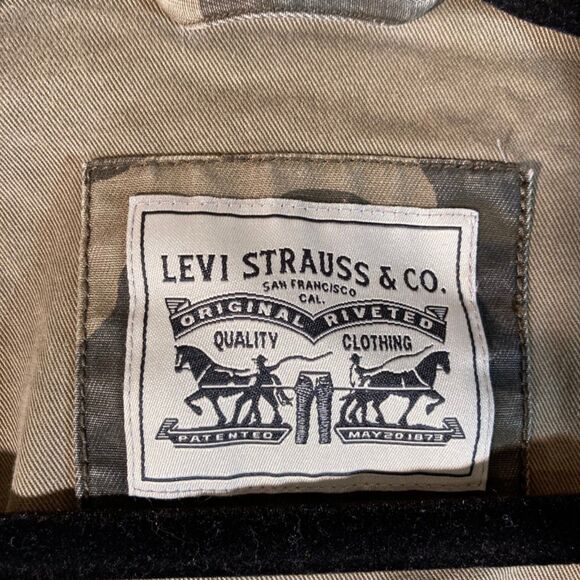 LEVI STRAUSS & CO.
SAN FRANCISCO
CAL.
ORIGINAL RIVETED
QUALITY CLOTHING
PATENTED MAY 20 1873